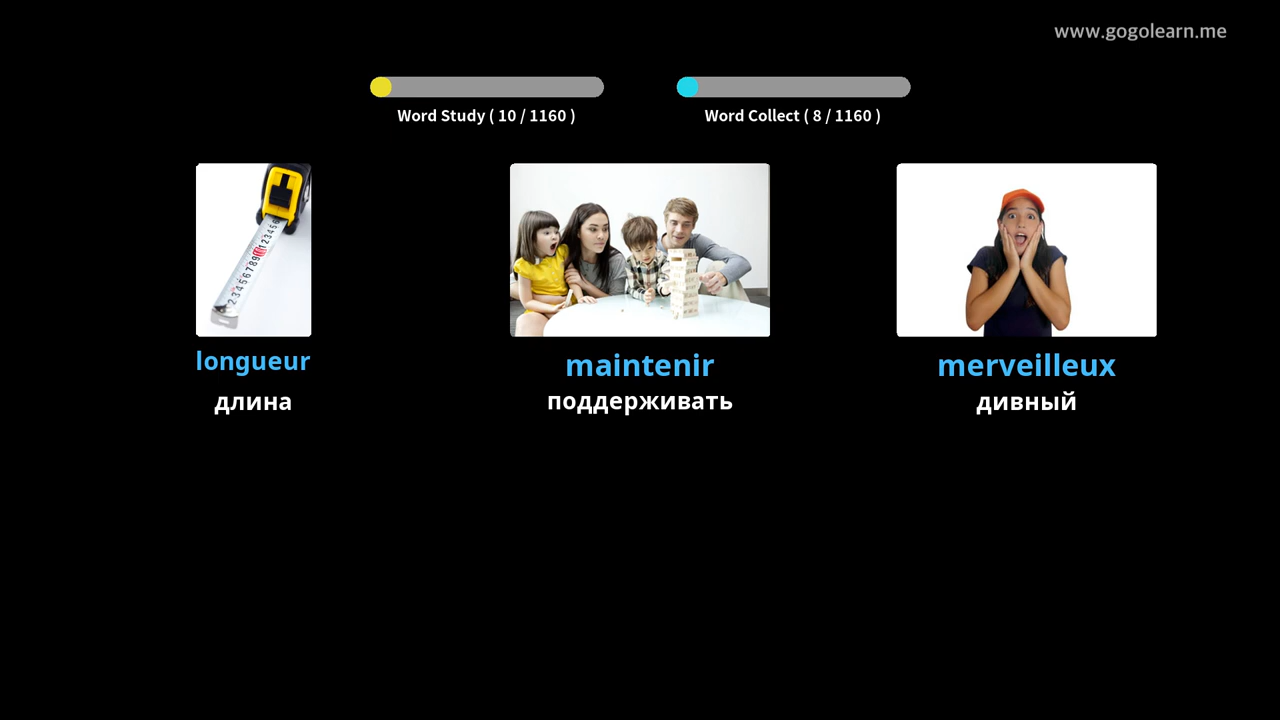 www.gogolearn.me
Word Study ( 10 / 1160 )
Word Collect ( 8 / 1160 )
longueur
maintenir
merveilleux
длина
поддерживать
дивный